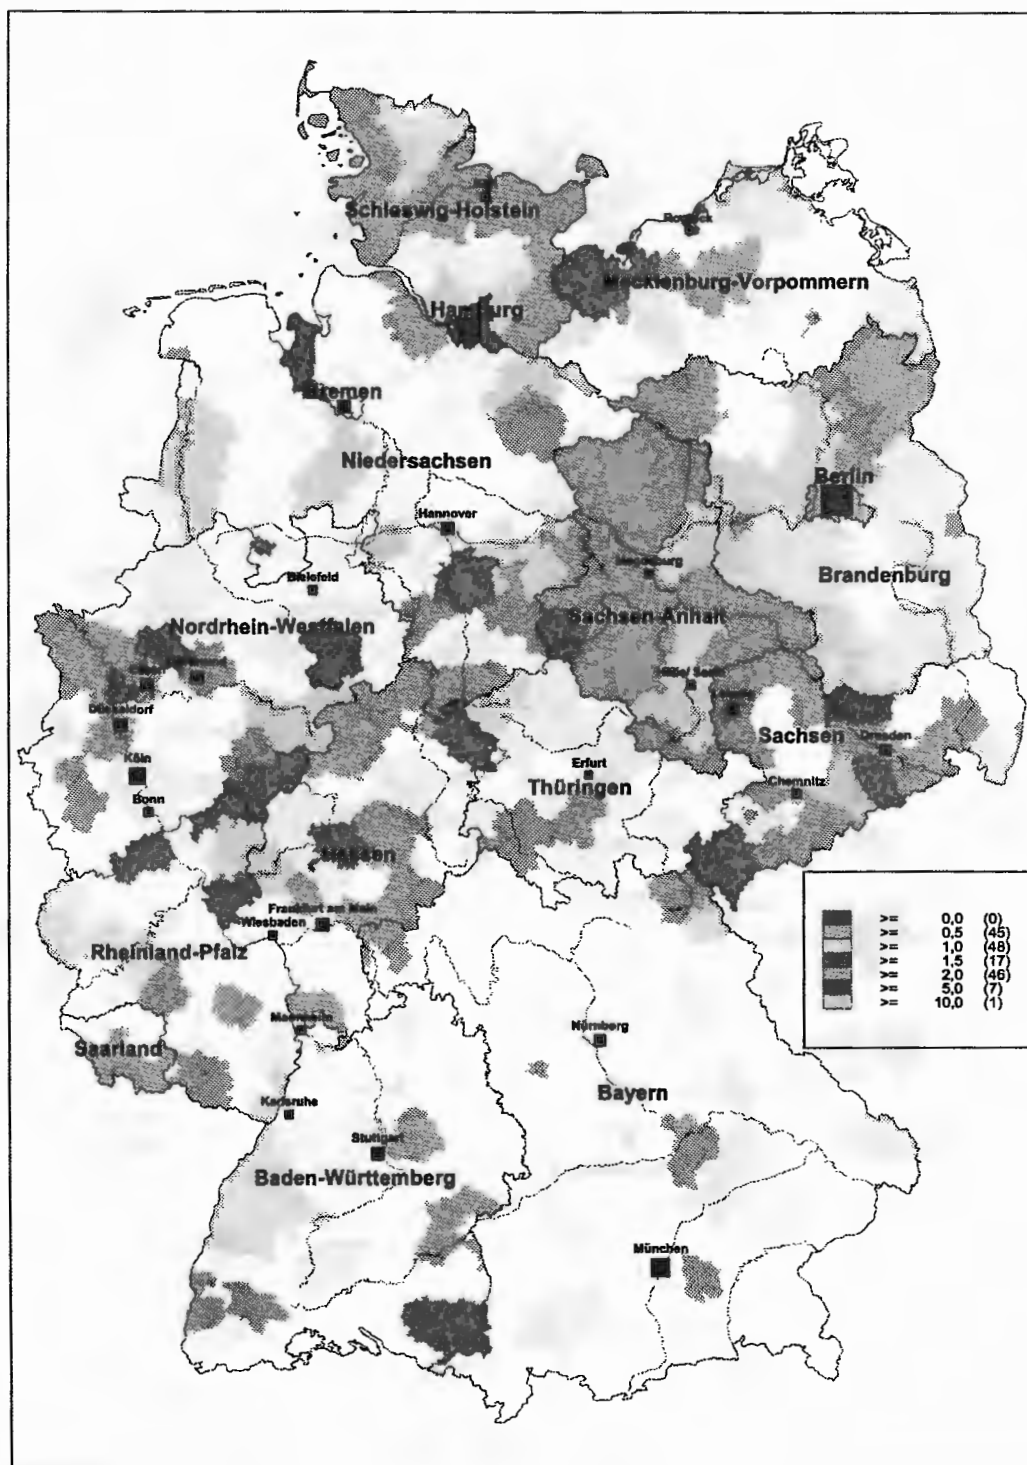 Schleswig-Holstein
Mecklenburg-Vorpommern
Hamburg
Bremen
Niedersachsen
Berlin
Hannover
Brandenburg
Bielefeld
Sachsen-Anhalt
Nordrhein-Westfalen
Düsseldorf
Sachsen
Dresden
Köln
Erfurt
Thüringen
Chemnitz
Bonn
Hessen
Frankfurt am Main
Wiesbaden
Rheinland-Pfalz
Mannheim
Nürnberg
Saarland
Bayern
Karlsruhe
Stuttgart
Baden-Württemberg
München
>= 0,0 (0)
>= 0,5 (45)
>= 1,0 (48)
>= 1,5 (17)
>= 2,0 (46)
>= 5,0 (7)
>= 10,0 (1)